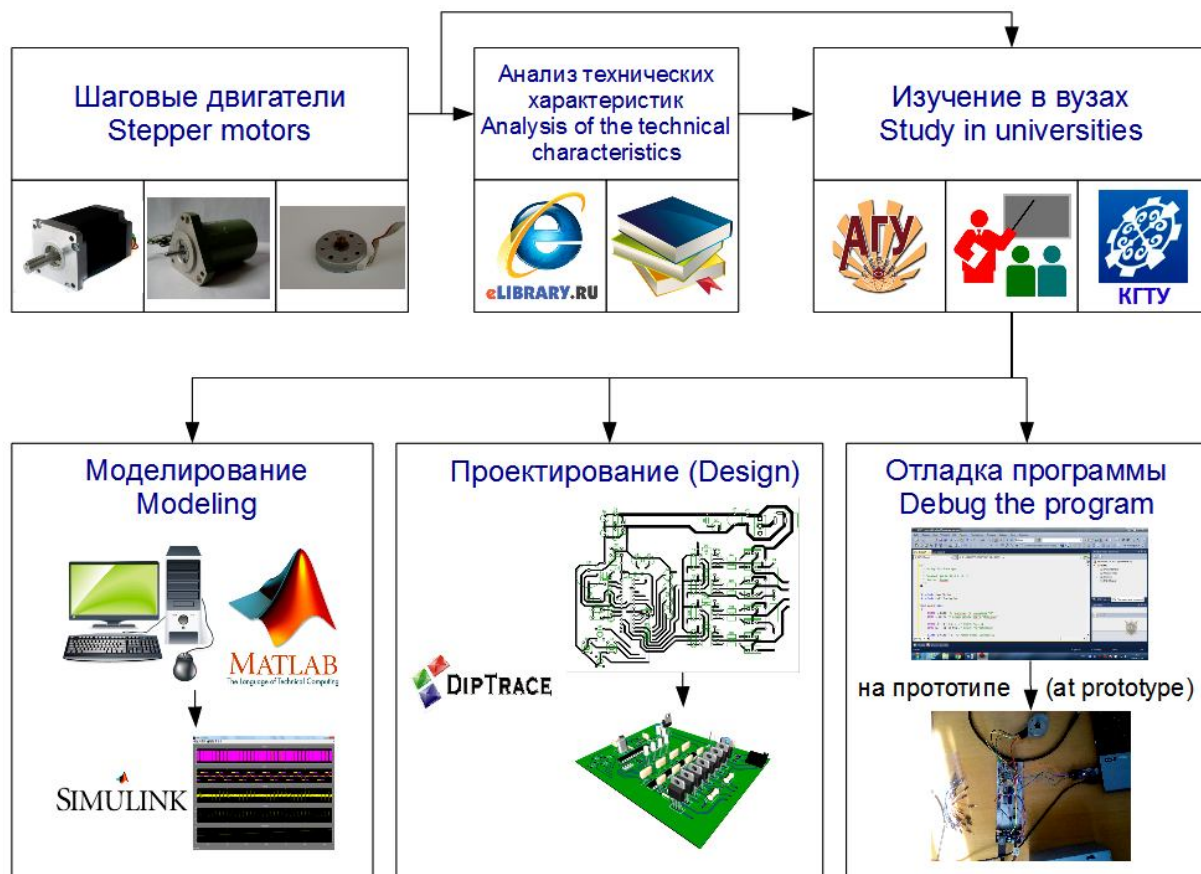 Шаговые двигатели
Stepper motors
Анализ технических
характеристик
Analysis of the technical
characteristics
eLIBRARY.RU
Изучение в вузах
Study in universities
АГУ
КГТУ
Моделирование
Modeling
MATLAB
The Language of Technical Computing
SIMULINK
Проектирование (Design)
DIPTRACE
Отладка программы
Debug the program
на прототипе (at prototype)